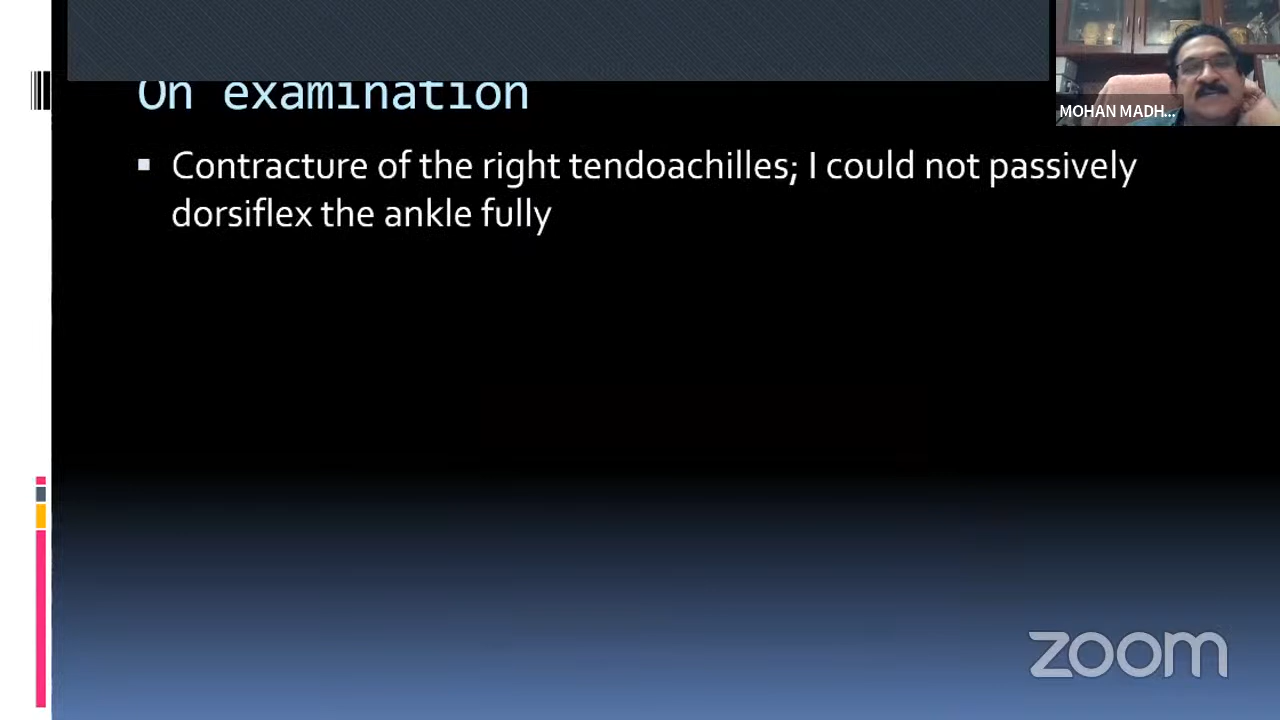 On examination
MOHAN MADH...
▪ Contracture of the right tendoachilles; I could not passively
dorsiflex the ankle fully
zoom